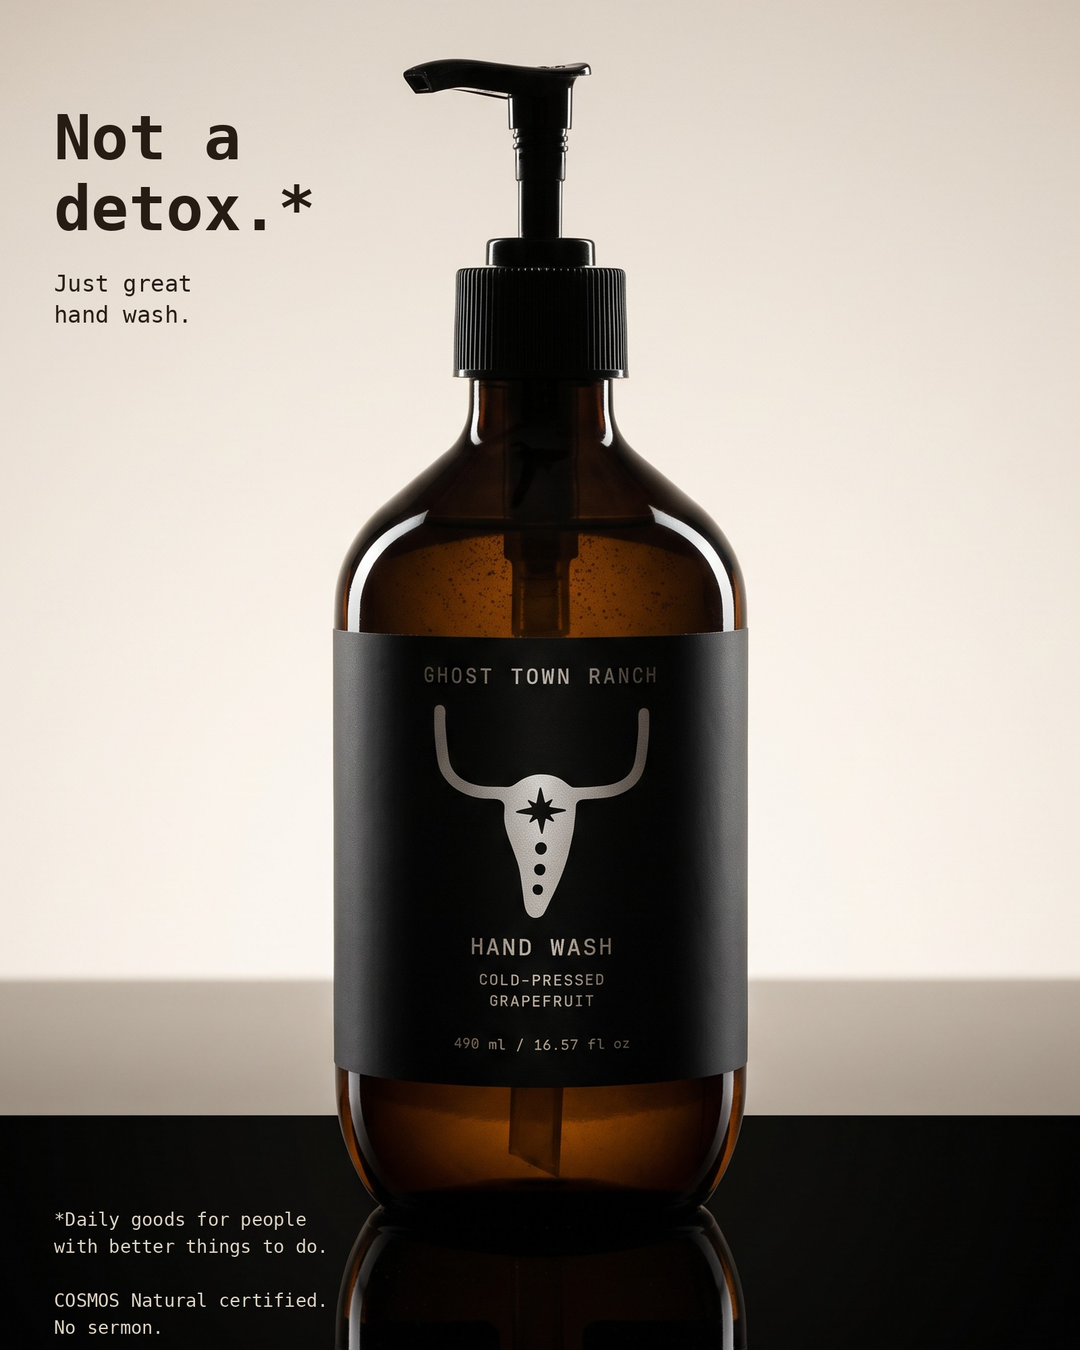 Not a
detox.*
Just great
hand wash.
GHOST TOWN RANCH
HAND WASH
COLD-PRESSED
GRAPEFRUIT
490 ml / 16.57 fl oz
*Daily goods for people
with better things to do.
COSMOS Natural certified.
No sermon.